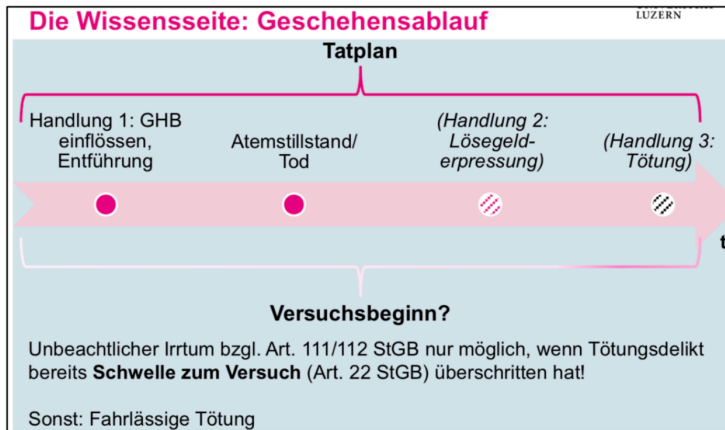 Die Wissensseite: Geschehensablauf
LUZERN
Tatplan
Handlung 1: GHB
einflössen,
Entführung
Atemstillstand/
Tod
(Handlung 2:
Lösegeld-
erpressung)
(Handlung 3:
Tötung)
t
Versuchsbeginn?
Unbeachtlicher Irrtum bzgl. Art. 111/112 StGB nur möglich, wenn Tötungsdelikt
bereits Schwelle zum Versuch (Art. 22 StGB) überschritten hat!
Sonst: Fahrlässige Tötung